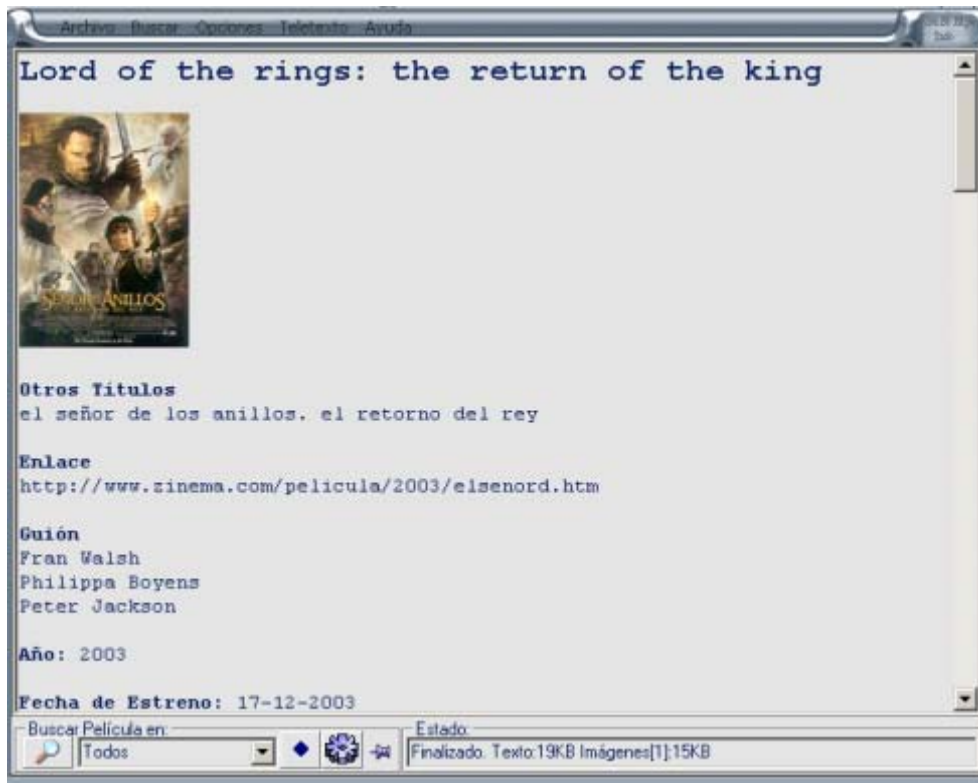 Archivo Buscar Opciones Teletexto Ayuda
Lord of the rings: the return of the king
SEÑOR ANILLOS
Otros Títulos
el señor de los anillos. el retorno del rey
Enlace
http://www.zinema.com/pelicula/2003/elsenord.htm
Guión
Fran Walsh
Philippa Boyens
Peter Jackson
Año: 2003
Fecha de Estreno: 17-12-2003
Buscar Película en:
Todos
Estado:
Finalizado. Texto:19KB Imágenes[1]:15KB